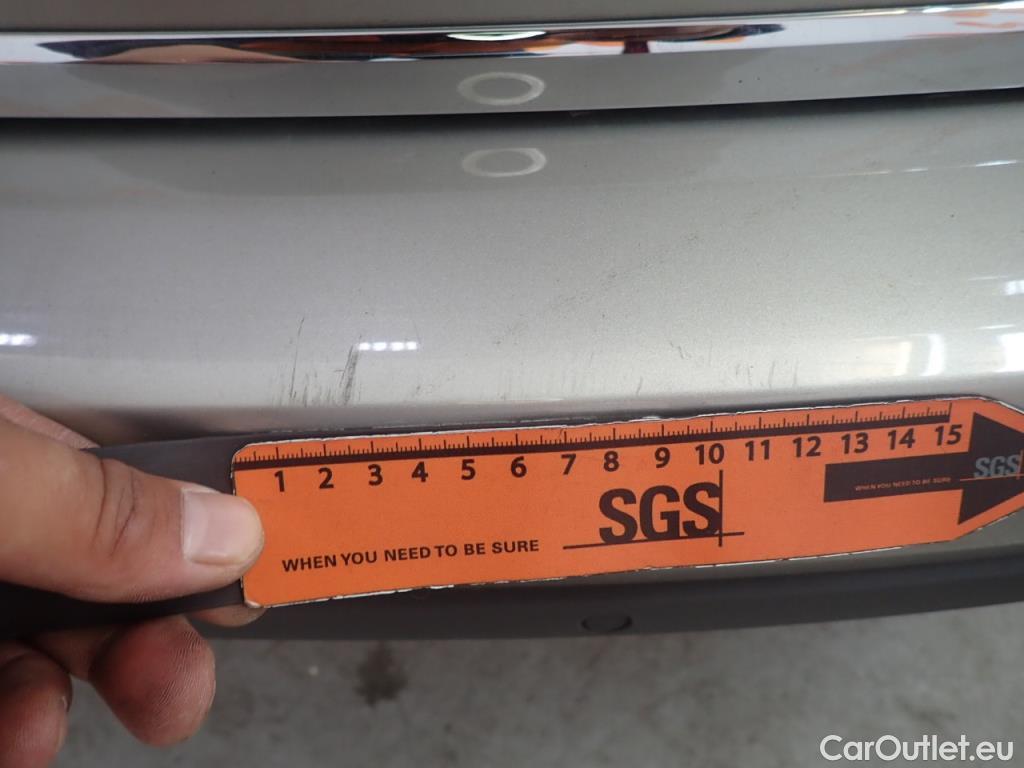 1 2 3 4 5 6 7 8 9 10 11 12 13 14 15
SGS
WHEN YOU NEED TO BE SURE
SGS
WHEN YOU NEED TO BE SURE
CarOutlet.eu